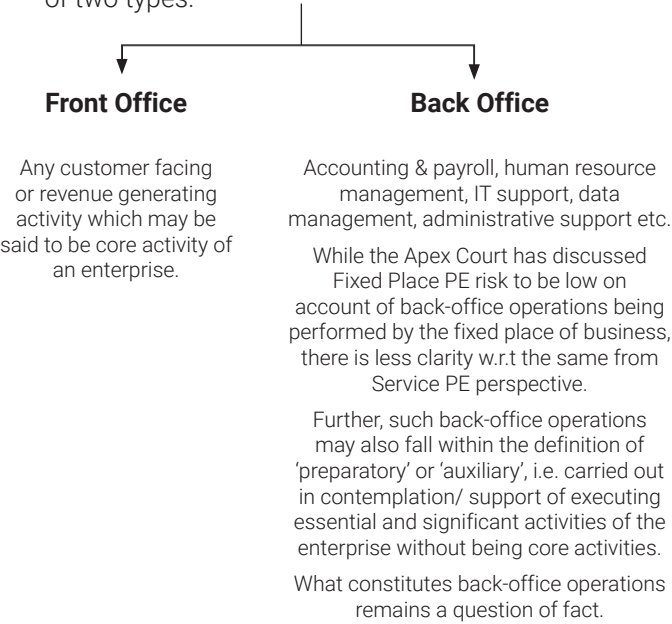 of two types:
Front Office
Any customer facing
or revenue generating
activity which may be
said to be core activity of
an enterprise.
Back Office
Accounting & payroll, human resource
management, IT support, data
management, administrative support etc.
While the Apex Court has discussed
Fixed Place PE risk to be low on
account of back-office operations being
performed by the fixed place of business,
there is less clarity w.r.t the same from
Service PE perspective.
Further, such back-office operations
may also fall within the definition of
‘preparatory’ or ‘auxiliary’, i.e. carried out
in contemplation/ support of executing
essential and significant activities of the
enterprise without being core activities.
What constitutes back-office operations
remains a question of fact.